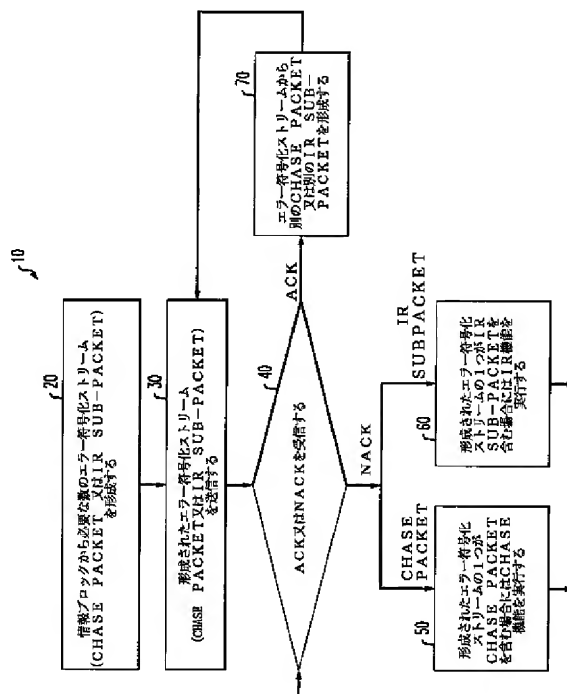 10
20
情報ブロックから必要な数のエラー符号化ストリーム
(CHASE PACKET 又はIR SUB-PACKET)
を形成する
30
形成されたエラー符号化ストリーム
(CHASE PACKET又はIR SUB-PACKET)
を送信する
40
ACK又はNACKを受信する
ACK
70
エラー符号化ストリームから
別のCHASE PACKET
又は別のIR SUB-
PACKETを形成する
NACK
CHASE
PACKET
IR
SUBPACKET
50
形成されたエラー符号化
ストリームの1つが
CHASE PACKET
を含む場合にはCHASE
機能を実行する
60
形成されたエラー符号化
ストリームの1つがIR
SUB-PACKETを
含む場合にはIR機能を
実行する